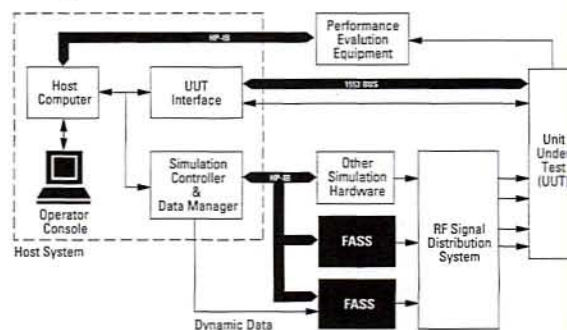 HP-IB
Performance
Evalution
Equipment
Host
Computer
UUT
Interface
1553 BUS
Unit
Under
Test
(UUT)
Simulation
Controller
&
Data Manager
HP-IB
Other
Simulation
Hardware
Operator
Console
FASS
RF Signal
Distribution
System
Host System
FASS
Dynamic Data